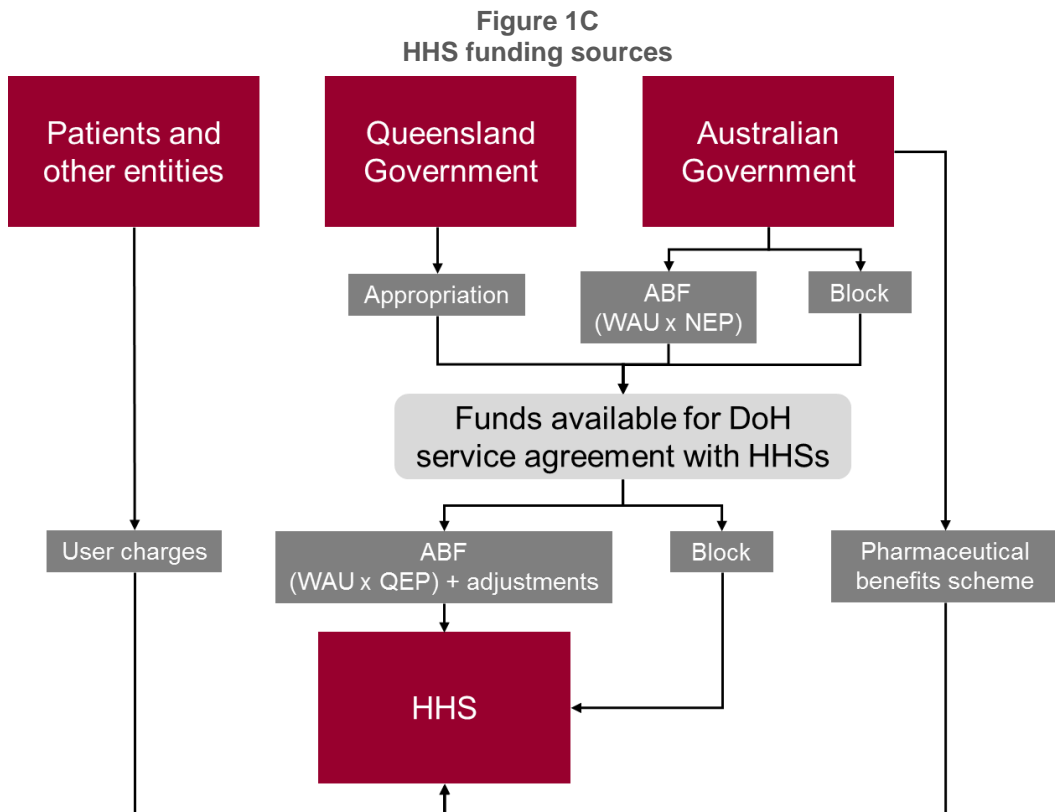 Figure 1C
HHS funding sources
Patients and
other entities
Queensland
Government
Australian
Government
Appropriation
ABF
(WAU x NEP)
Block
Funds available for DoH
service agreement with HHSs
User charges
ABF
(WAU x QEP) + adjustments
Block
Pharmaceutical
benefits scheme
HHS